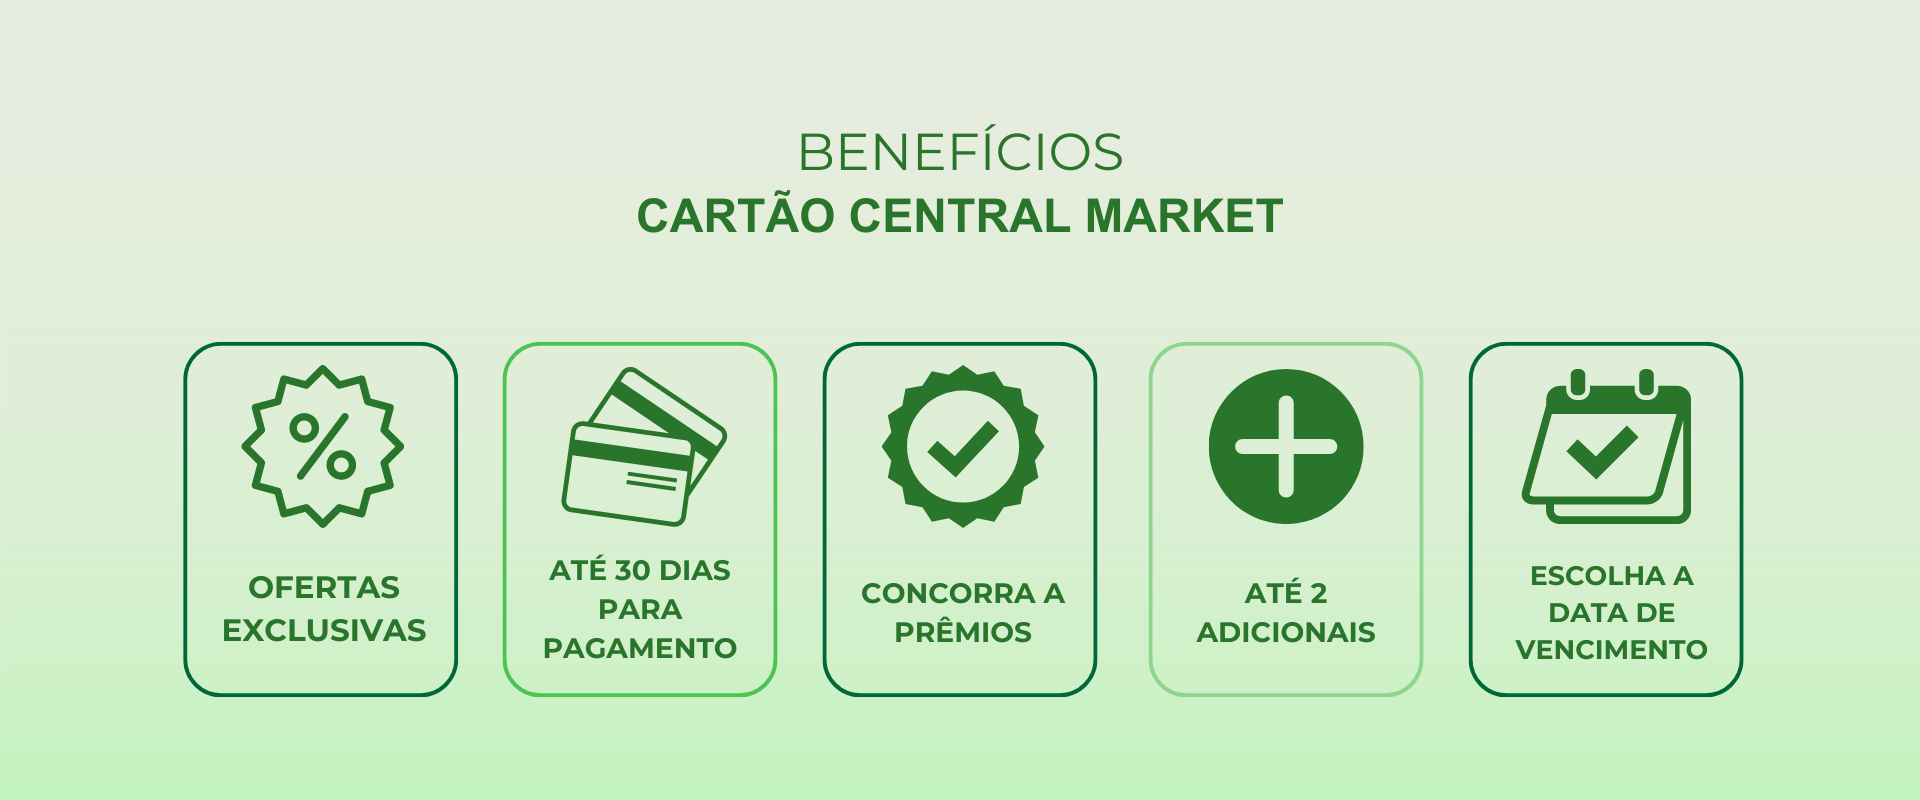 BENEFÍCIOS
CARTÃO CENTRAL MARKET
OFERTAS
EXCLUSIVAS
ATÉ 30 DIAS
PARA
PAGAMENTO
CONCORRA A
PRÊMIOS
ATÉ 2
ADICIONAIS
ESCOLHA A
DATA DE
VENCIMENTO